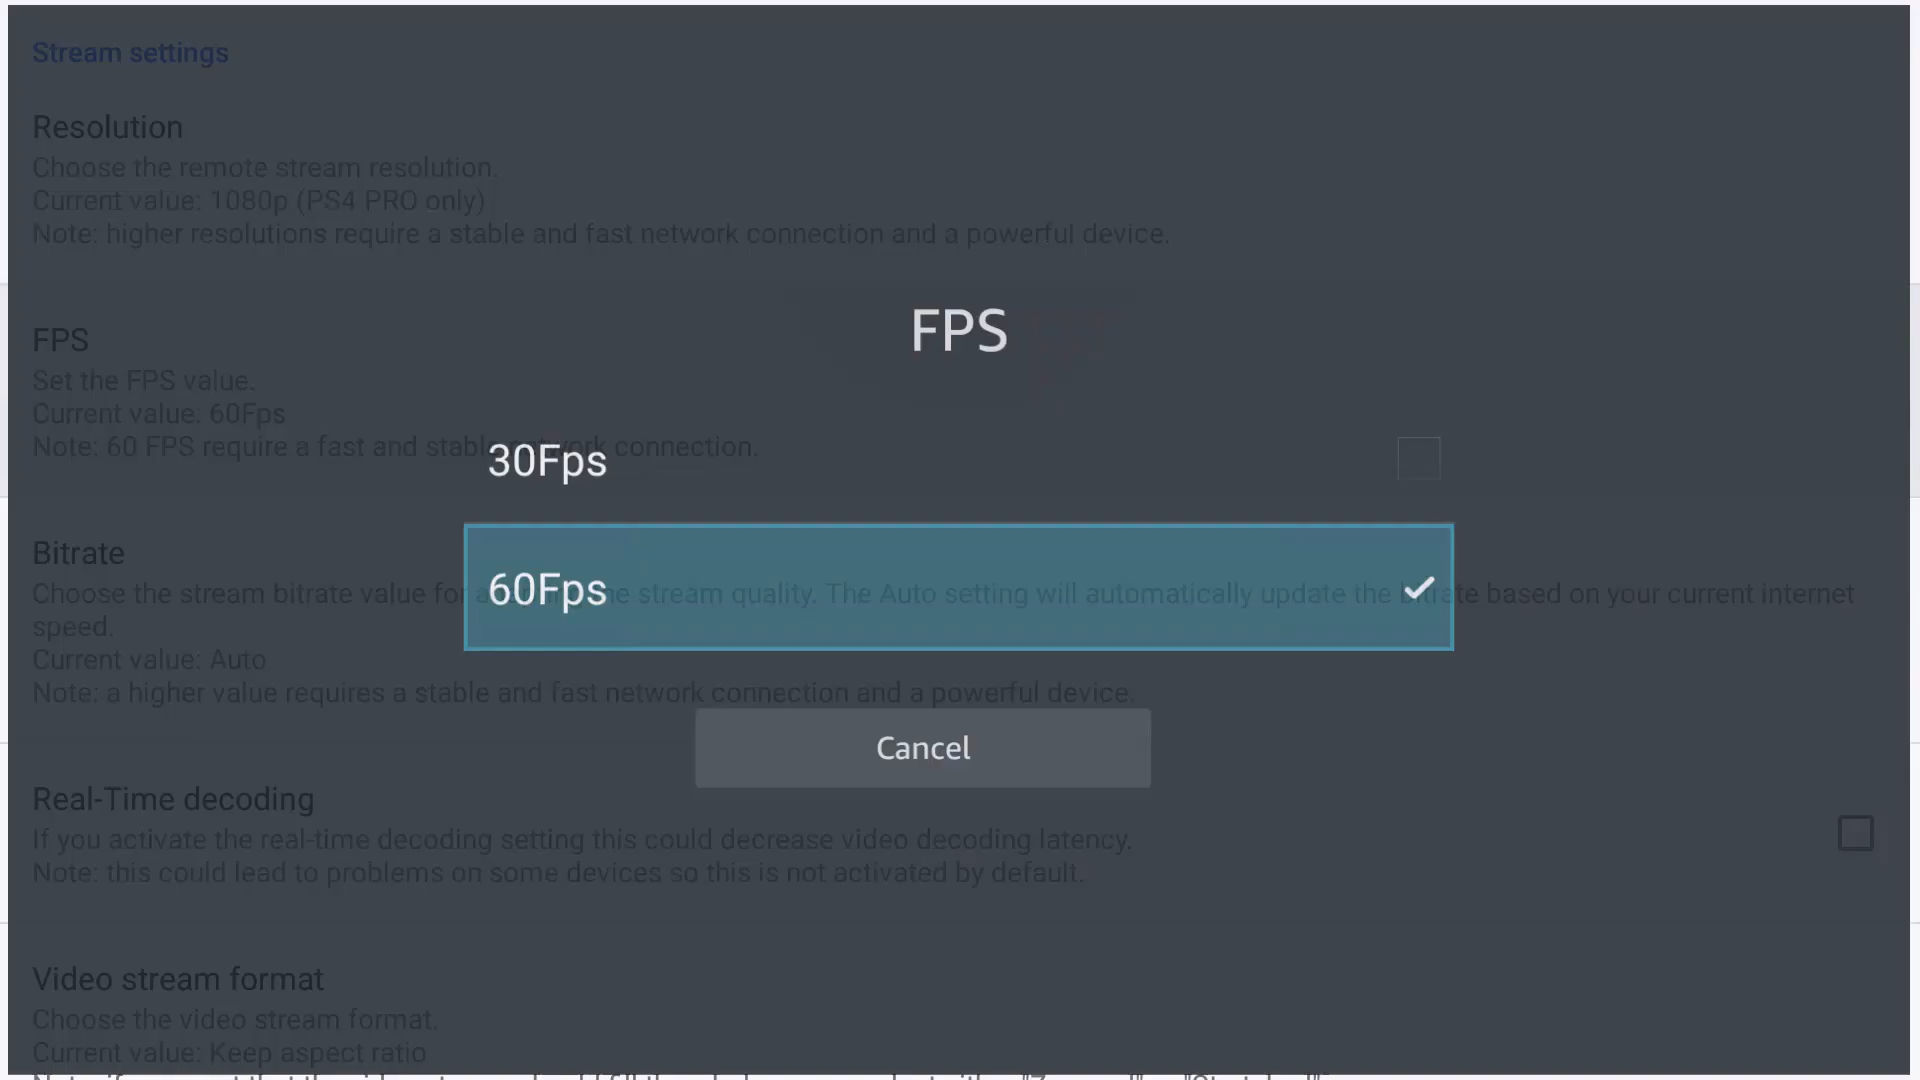 Stream settings
Resolution
Choose the remote stream resolution.
Current value: 1080p (PS4 PRO only)
Note: higher resolutions require a stable and fast network connection and a powerful device.
FPS
FPS
Set the FPS value.
Current value: 60Fps
Note: 60 FPS require a fast and stable network connection.
30Fps
Bitrate
Choose the stream bitrate value for the stream quality. The Auto setting will automatically update the bitrate based on your current internet
speed.
60Fps
Current value: Auto
Note: a higher value requires a stable and fast network connection and a powerful device.
Cancel
Real-Time decoding
If you activate the real-time decoding setting this could decrease video decoding latency.
Note: this could lead to problems on some devices so this is not activated by default.
Video stream format
Choose the video stream format.
Current value: Keep aspect ratio